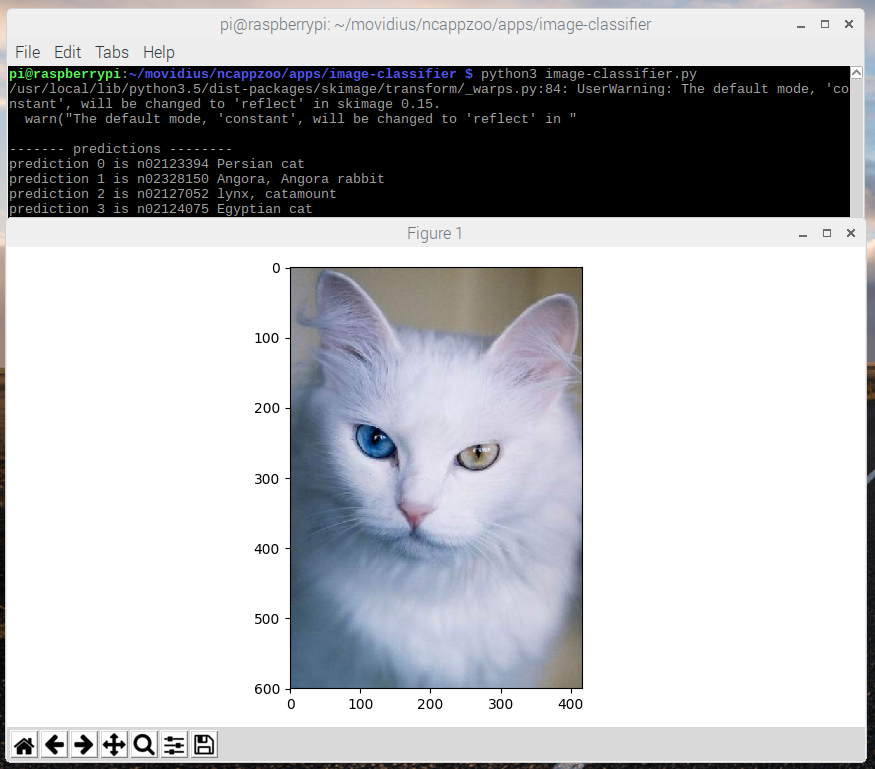 pi@raspberrypi: ~/movidius/ncappzoo/apps/image-classifier
File Edit Tabs Help
pi@raspberrypi:~/movidius/ncappzoo/apps/image-classifier $ python3 image-classifier.py
/usr/local/lib/python3.5/dist-packages/skimage/transform/_warps.py:84: UserWarning: The default mode, 'co
nstant', will be changed to 'reflect' in skimage 0.15.
  warn("The default mode, 'constant', will be changed to 'reflect' in "
------- predictions --------
prediction 0 is n02123394 Persian cat
prediction 1 is n02328150 Angora, Angora rabbit
prediction 2 is n02127052 lynx, catamount
prediction 3 is n02124075 Egyptian cat
Figure 1
0
100
200
300
400
500
600
0 100 200 300 400